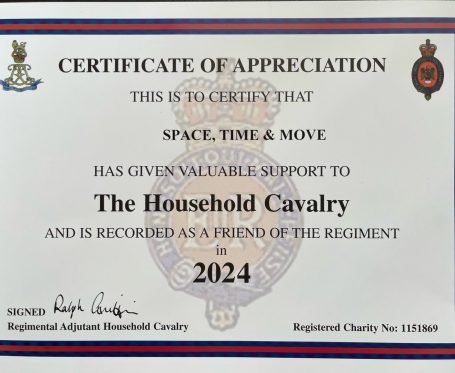 CERTIFICATE OF APPRECIATION
THIS IS TO CERTIFY THAT
SPACE, TIME & MOVE
HAS GIVEN VALUABLE SUPPORT TO
The Household Cavalry
AND IS RECORDED AS A FRIEND OF THE REGIMENT
in
2024
SIGNED Ralph
Regimental Adjutant Household Cavalry
Registered Charity No: 1151869